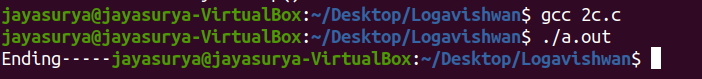 jayasurya@jayasurya-VirtualBox:~/Desktop/Logavishwan$ gcc 2c.c
jayasurya@jayasurya-VirtualBox:~/Desktop/Logavishwan$ ./a.out
Ending-----jayasurya@jayasurya-VirtualBox:~/Desktop/Logavishwan$